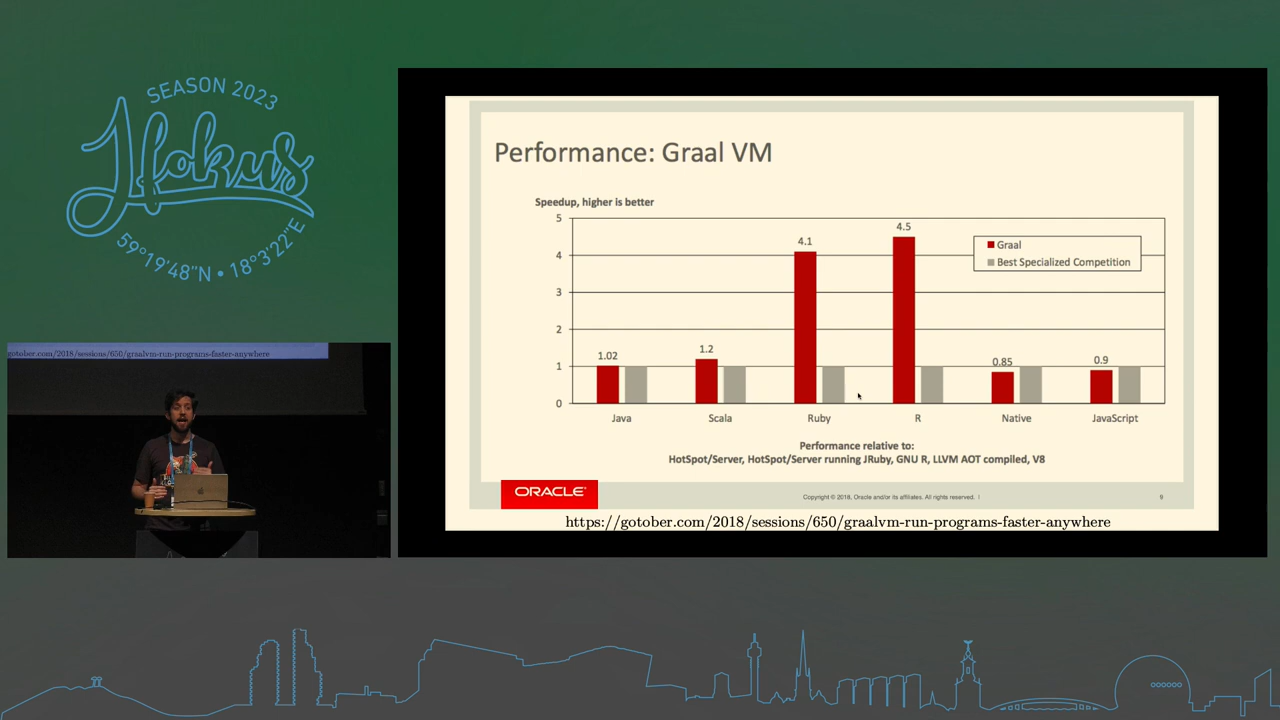 SEASON 2023
Hokus
59°19'48"N • 18°3'22"E
gotober.com/2018/sessions/650/graalvm-run-programs-faster-anywhere
Performance: Graal VM
Speedup, higher is better
5
4
3
2
1
0
1.02
1.2
4.1
4.5
0.85
0.9
Graal
Best Specialized Competition
Java
Scala
Ruby
R
Native
JavaScript
Performance relative to:
HotSpot/Server, HotSpot/Server running JRuby, GNU R, LLVM AOT compiled, V8
ORACLE
Copyright © 2018, Oracle and/or its affiliates. All rights reserved. |
9
https://gotober.com/2018/sessions/650/graalvm-run-programs-faster-anywhere